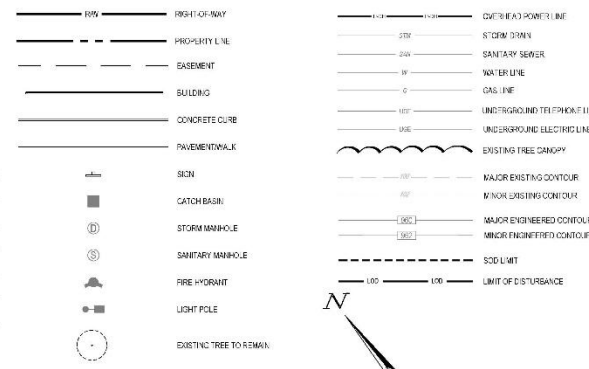 R/W RIGHT-OF-WAY
PROPERTY LINE
EASEMENT
BUILDING
CONCRETE CURB
PAVEMENT/WALK
SIGN
CATCH BASIN
D STORM MANHOLE
S SANITARY MANHOLE
FIRE HYDRANT
LIGHT POLE
EXISTING TREE TO REMAIN
OVERHEAD POWER LINE
STM STORM DRAIN
SAN SANITARY SEWER
W WATER LINE
G GAS LINE
UGT UNDERGROUND TELEPHONE LI
UGE UNDERGROUND ELECTRIC LINE
EXISTING TREE CANOPY
MAJOR EXISTING CONTOUR
MINOR EXISTING CONTOUR
960 MAJOR ENGINEERED CONTOUR
962 MINOR ENGINEERED CONTOUR
SOD LIMIT
LOD LOD LIMIT OF DISTURBANCE
N